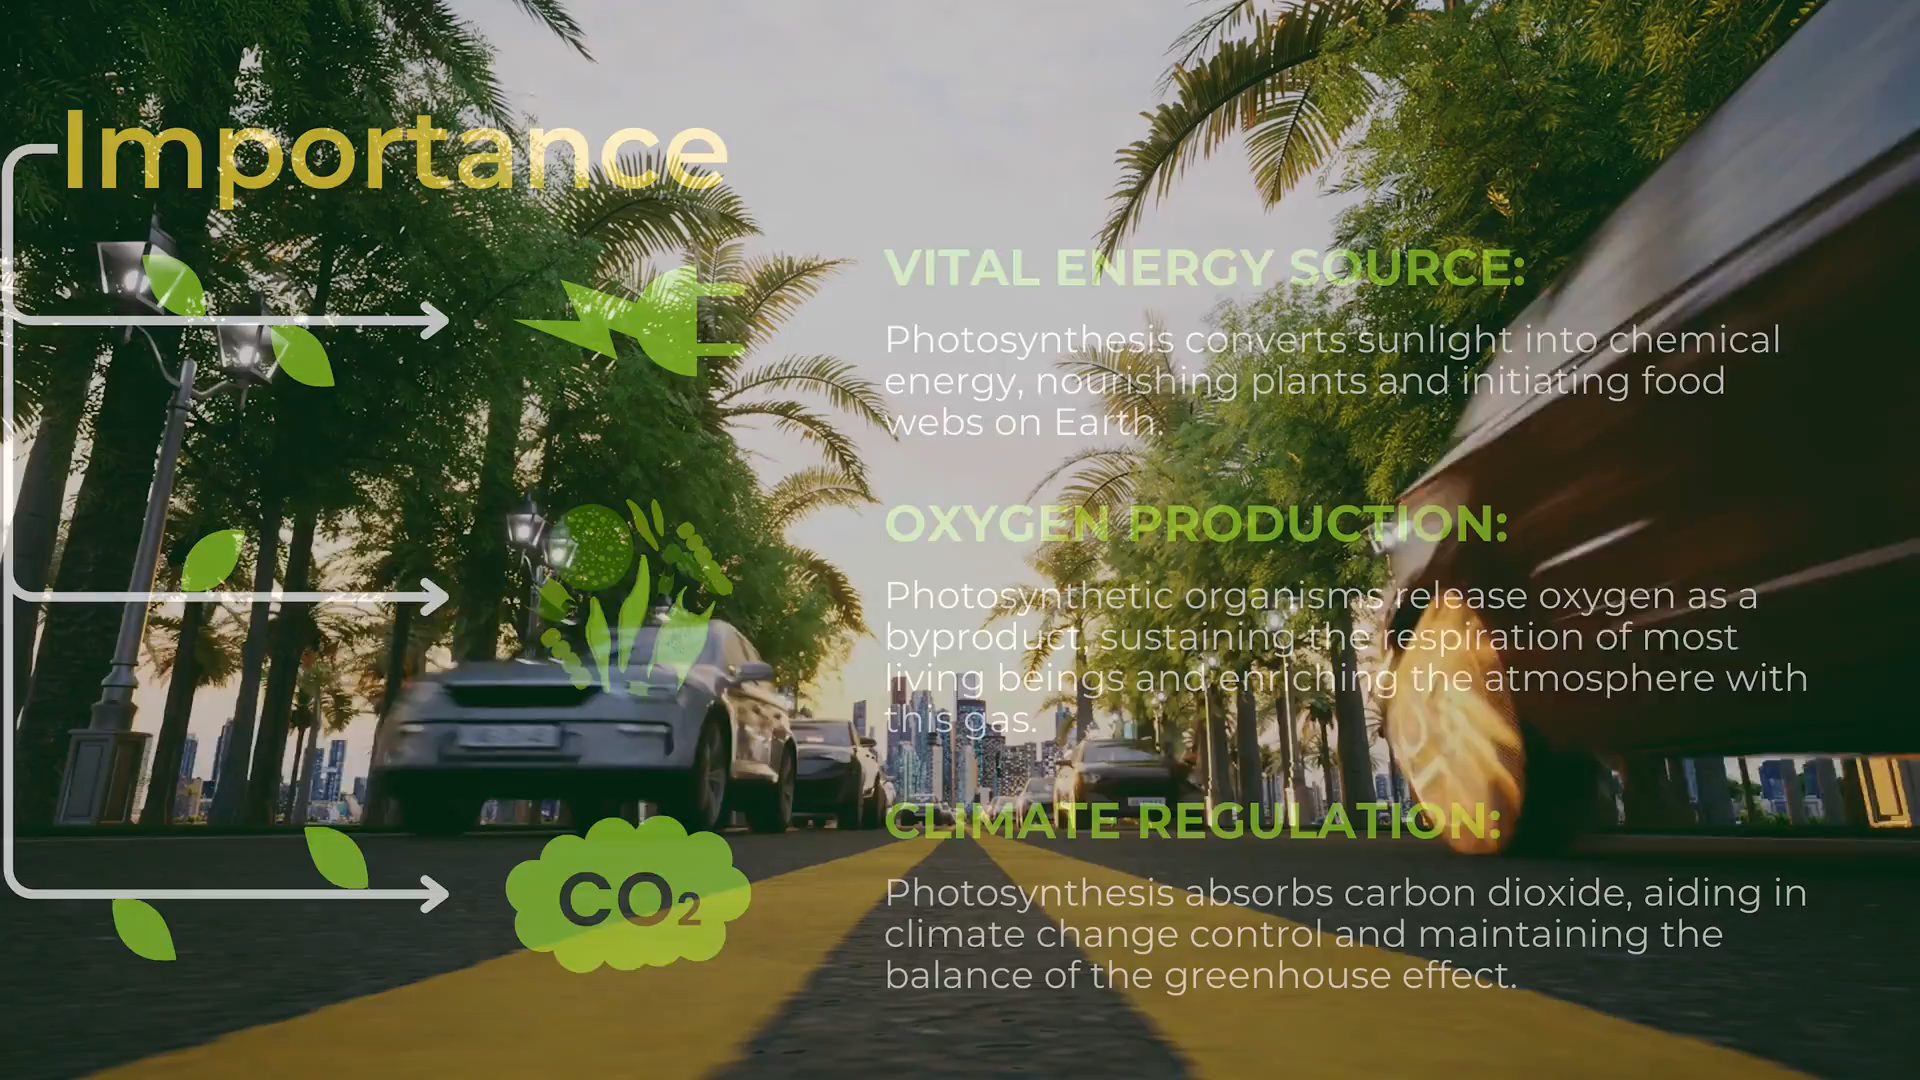 Importance
VITAL ENERGY SOURCE:
Photosynthesis converts sunlight into chemical
energy, nourishing plants and initiating food
webs on Earth.
OXYGEN PRODUCTION:
Photosynthetic organisms release oxygen as a
byproduct, sustaining the respiration of most
living beings and enriching the atmosphere with
this gas.
CO₂
CLIMATE REGULATION:
Photosynthesis absorbs carbon dioxide, aiding in
climate change control and maintaining the
balance of the greenhouse effect.